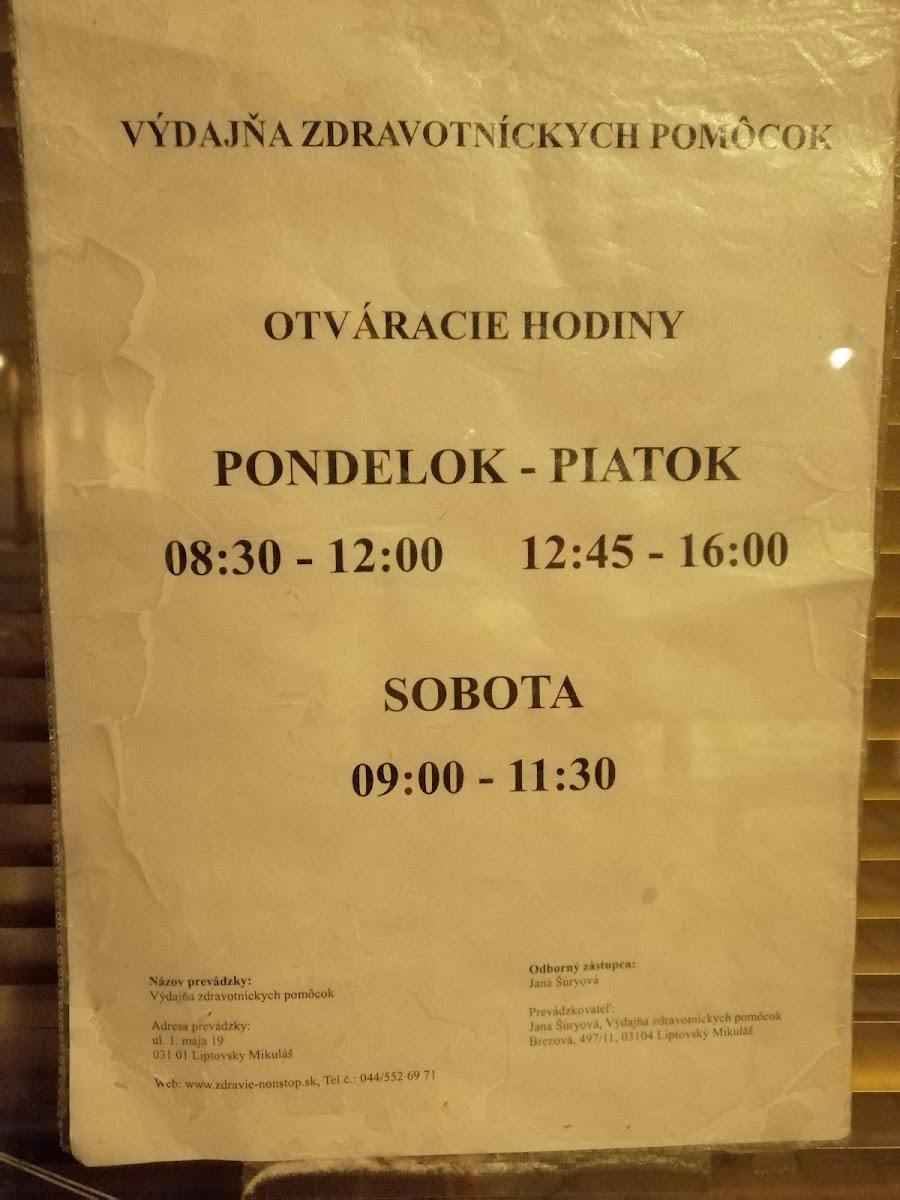 VÝDAJŇA ZDRAVOTNÍCKYCH POMÔCOK
OTVÁRACIE HODINY
PONDELOK - PIATOK
08:30 - 12:00 12:45 - 16:00
SOBOTA
09:00 - 11:30
Názov prevádzky:
Výdajňa zdravotníckych pomôcok
Adresa prevádzky:
ul. 1. mája 19
031 01 Liptovsky Mikuláš
Web: www.zdravie-nonstop.sk, Tel.č.: 044/552 69 71
Odborný zástupca:
Jana Šúryová
Prevádzkovateľ:
Jana Šúryová, Výdajňa zdravotníckych pomôcok
Brezová, 497/11, 03104 Liptovský Mikuláš